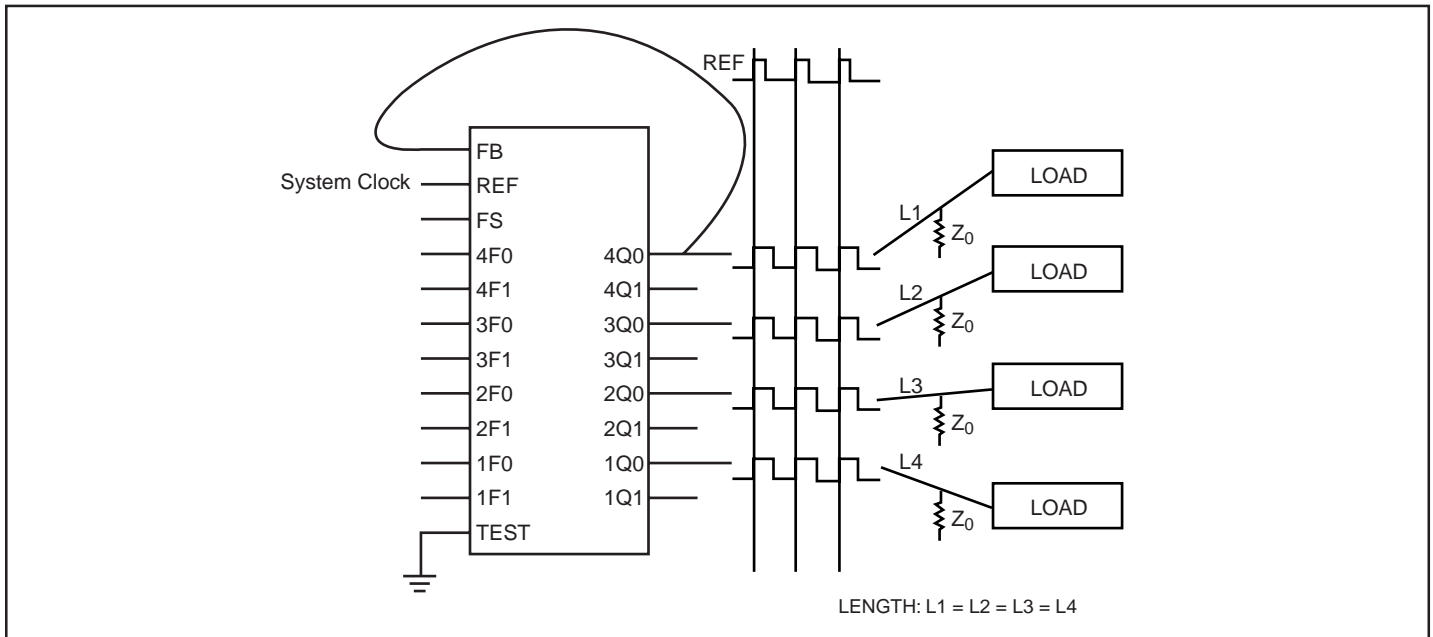 REF
FB
System Clock
REF
FS
4F0
4Q0
4F1
4Q1
3F0
3Q0
3F1
3Q1
2F0
2Q0
2F1
2Q1
1F0
1Q0
1F1
1Q1
TEST
LOAD
L1
Z0
LOAD
L2
Z0
LOAD
L3
Z0
L4
LOAD
Z0
LENGTH: L1 = L2 = L3 = L4